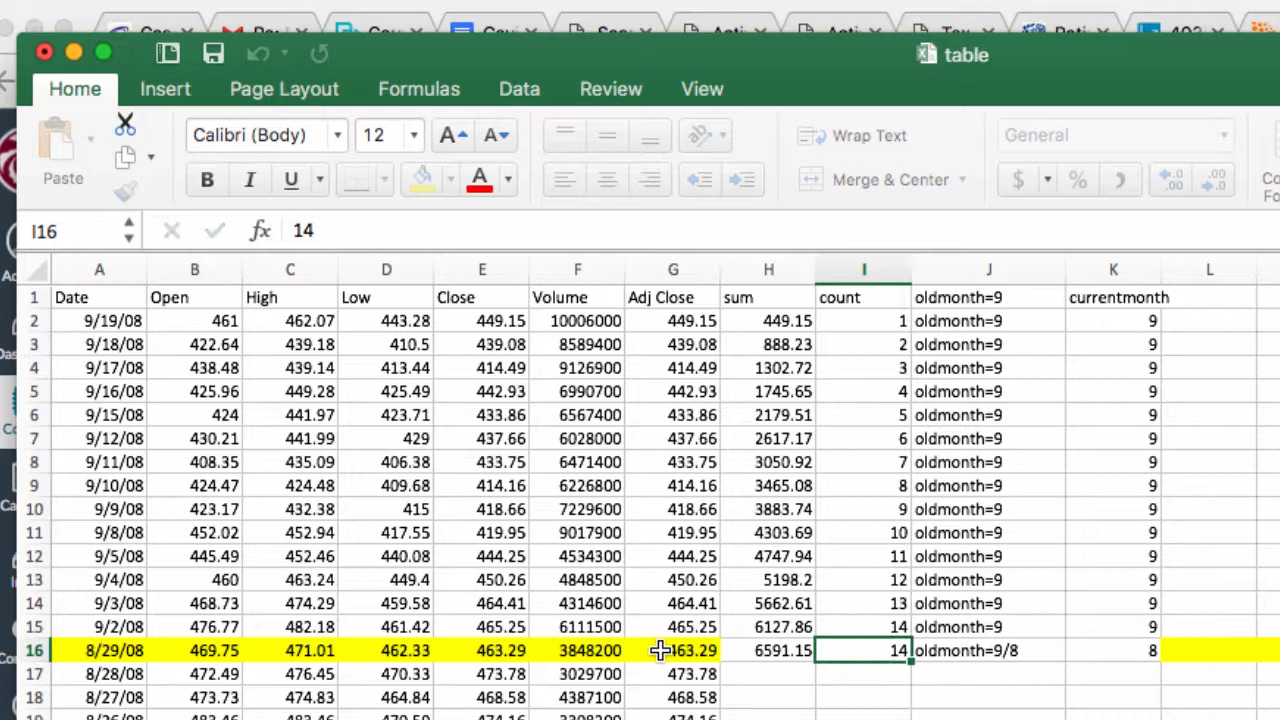 table
Home Insert Page Layout Formulas Data Review View
Calibri (Body) 12 A A Wrap Text General
Paste B I U A Merge & Center $ %
I16 fx 14
A B C D E F G H I J K L
1 Date Open High Low Close Volume Adj Close sum count oldmonth=9 currentmonth
2 9/19/08 461 462.07 443.28 449.15 10006000 449.15 449.15 1 oldmonth=9 9
3 9/18/08 422.64 439.18 410.5 439.08 8589400 439.08 888.23 2 oldmonth=9 9
4 9/17/08 438.48 439.14 413.44 414.49 9126900 414.49 1302.72 3 oldmonth=9 9
5 9/16/08 425.96 449.28 425.49 442.93 6990700 442.93 1745.65 4 oldmonth=9 9
6 9/15/08 424 441.97 423.71 433.86 6567400 433.86 2179.51 5 oldmonth=9 9
7 9/12/08 430.21 441.99 429 437.66 6028000 437.66 2617.17 6 oldmonth=9 9
8 9/11/08 408.35 435.09 406.38 433.75 6471400 433.75 3050.92 7 oldmonth=9 9
9 9/10/08 424.47 424.48 409.68 414.16 6226800 414.16 3465.08 8 oldmonth=9 9
10 9/9/08 423.17 432.38 415 418.66 7229600 418.66 3883.74 9 oldmonth=9 9
11 9/8/08 452.02 452.94 417.55 419.95 9017900 419.95 4303.69 10 oldmonth=9 9
12 9/5/08 445.49 452.46 440.08 444.25 4534300 444.25 4747.94 11 oldmonth=9 9
13 9/4/08 460 463.24 449.4 450.26 4848500 450.26 5198.2 12 oldmonth=9 9
14 9/3/08 468.73 474.29 459.58 464.41 4314600 464.41 5662.61 13 oldmonth=9 9
15 9/2/08 476.77 482.18 461.42 465.25 6111500 465.25 6127.86 14 oldmonth=9 9
16 8/29/08 469.75 471.01 462.33 463.29 3848200 463.29 6591.15 14 oldmonth=9/8 8
17 8/28/08 472.49 476.45 470.33 473.78 3029700 473.78
18 8/27/08 473.73 474.83 464.84 468.58 4387100 468.58